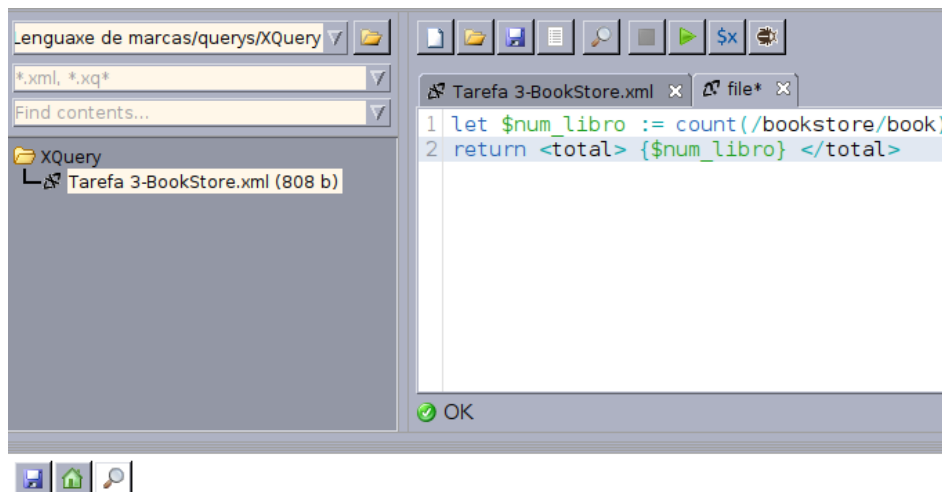 Lenguaxe de marcas/querys/XQuery
*.xml, *.xq*
Find contents...
XQuery
Tarefa 3-BookStore.xml (808 b)
$x
Tarefa 3-BookStore.xml
file*
1 let $num_libro := count(/bookstore/book)
2 return <total> {$num_libro} </total>
OK